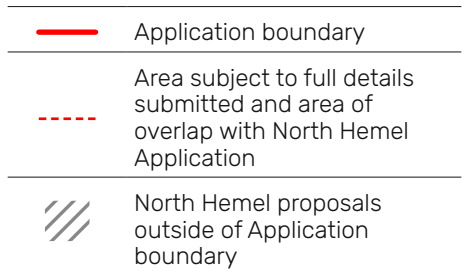 Application boundary
Area subject to full details
submitted and area of
overlap with North Hemel
Application
North Hemel proposals
outside of Application
boundary